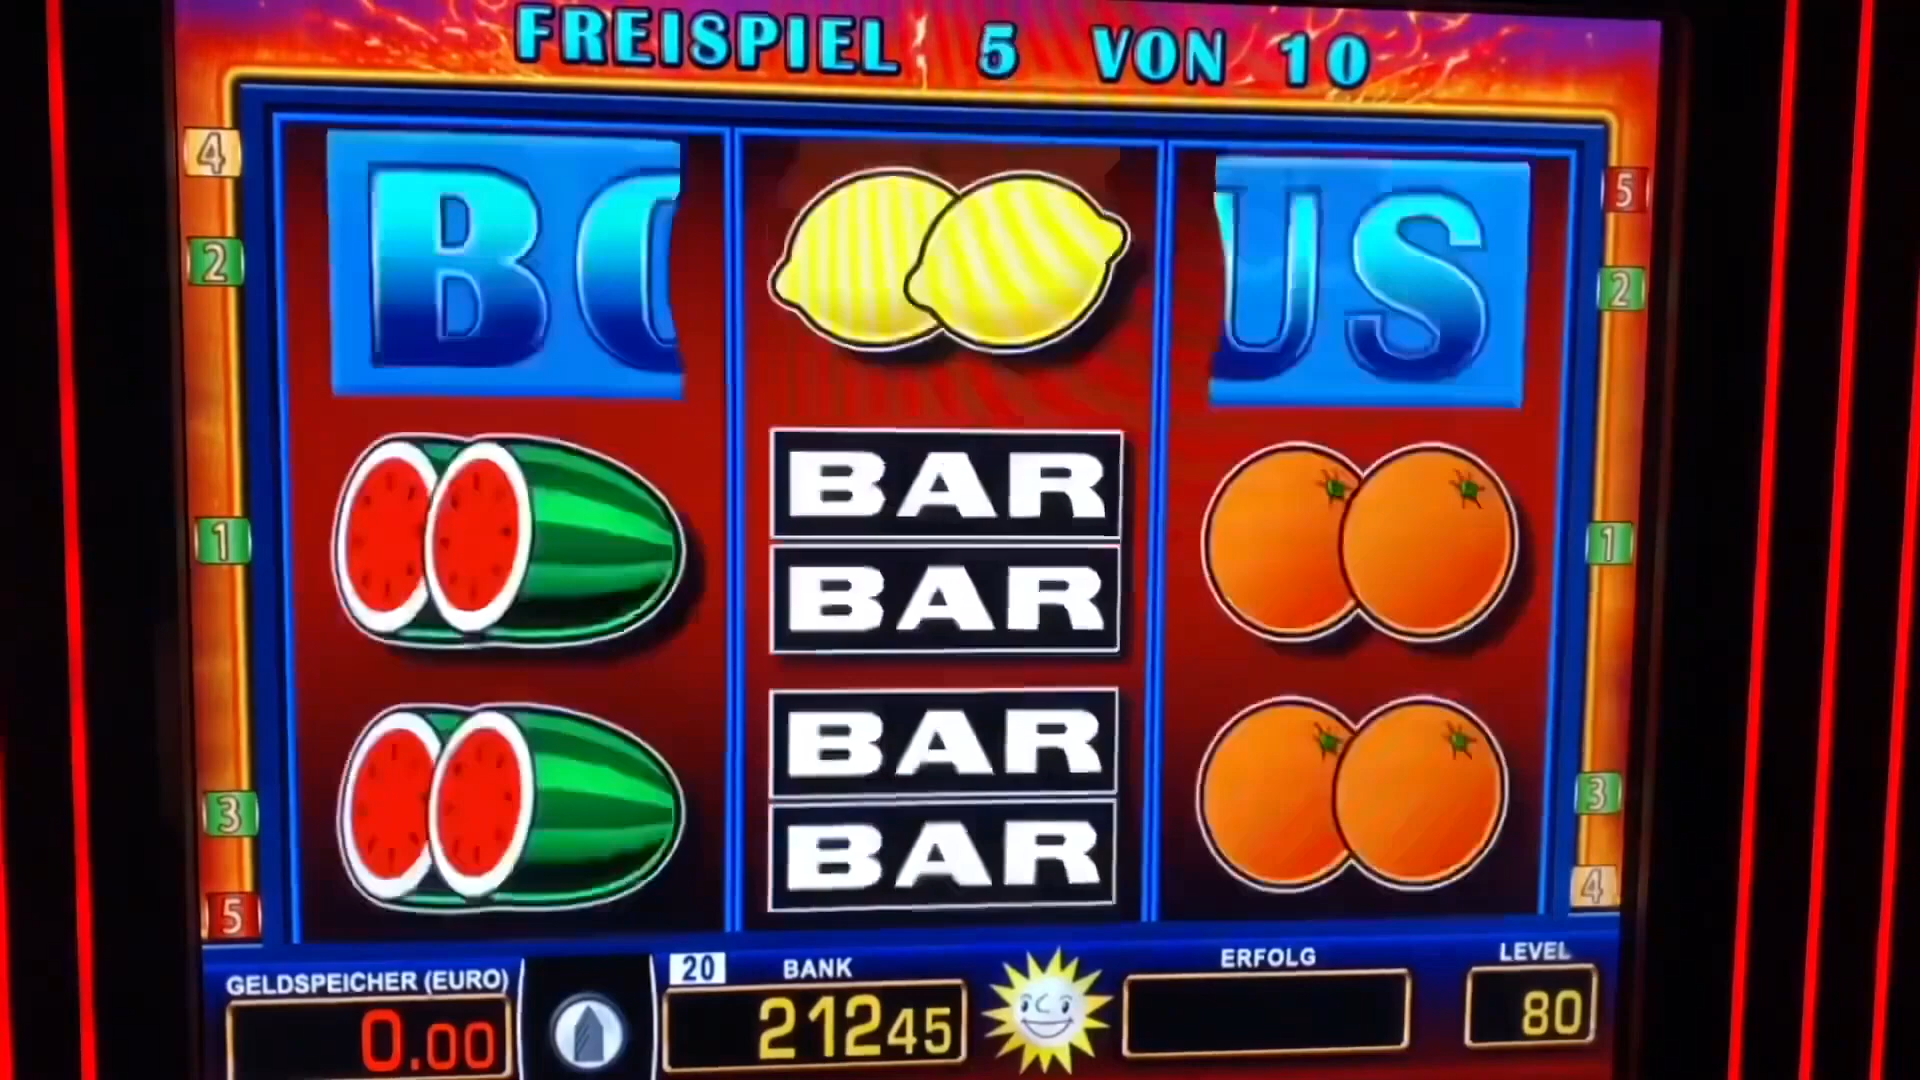 FREISPIEL 5 VON 10
4
5
BO
US
2
2
BAR
1
1
BAR
BAR
3
3
BAR
4
5
GELDSPEICHER (EURO)
20
BANK
ERFOLG
LEVEL
0.00
21245
80